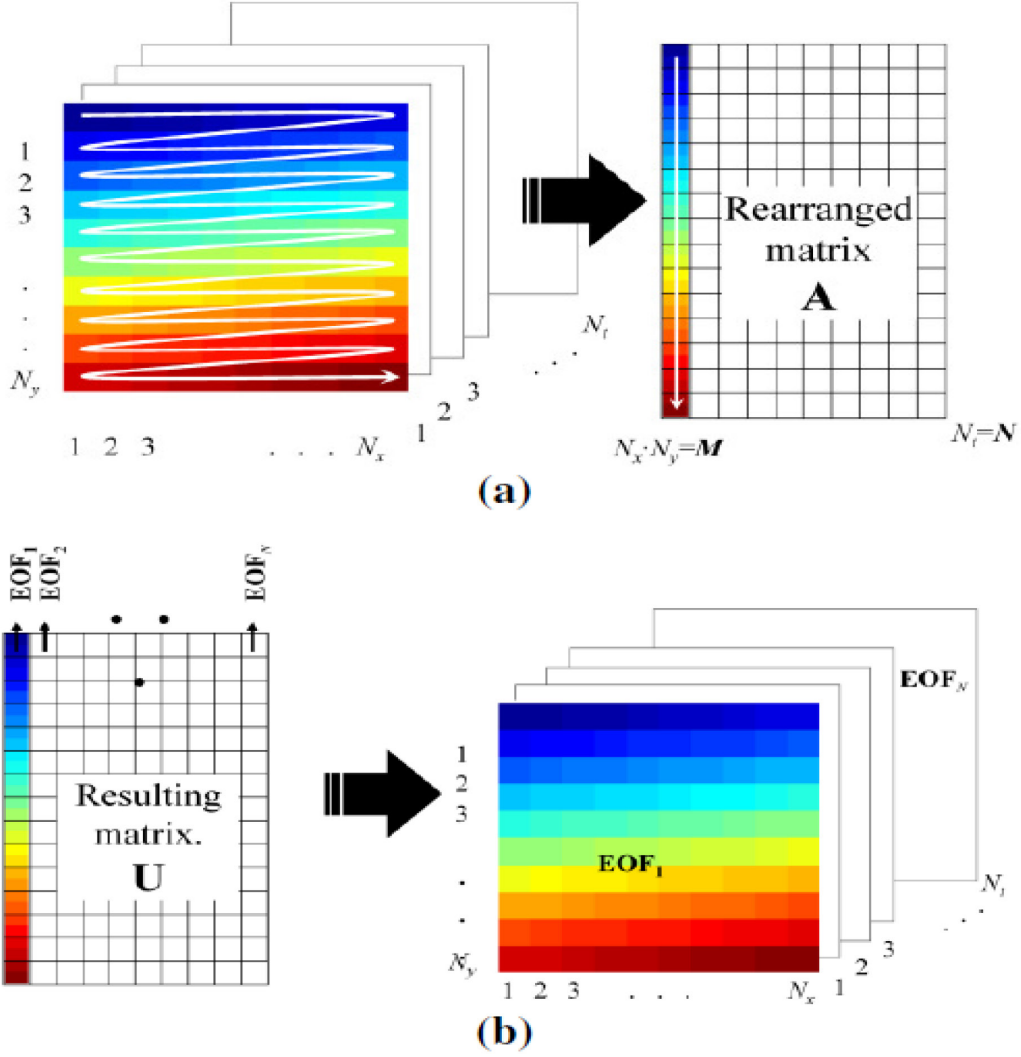 1
2
3
.
.
.
N_y
1 2 3 . . . N_x
1
2
3
. . .
N_t
Rearranged
matrix
A
N_x·N_y=M
N_t=N
(a)
EOF_1
EOF_2
EOF_N
Resulting
matrix.
U
1
2
3
.
.
.
N_y
1 2 3 . . . N_x
1
2
3
. . .
N_t
EOF_1
EOF_N
(b)